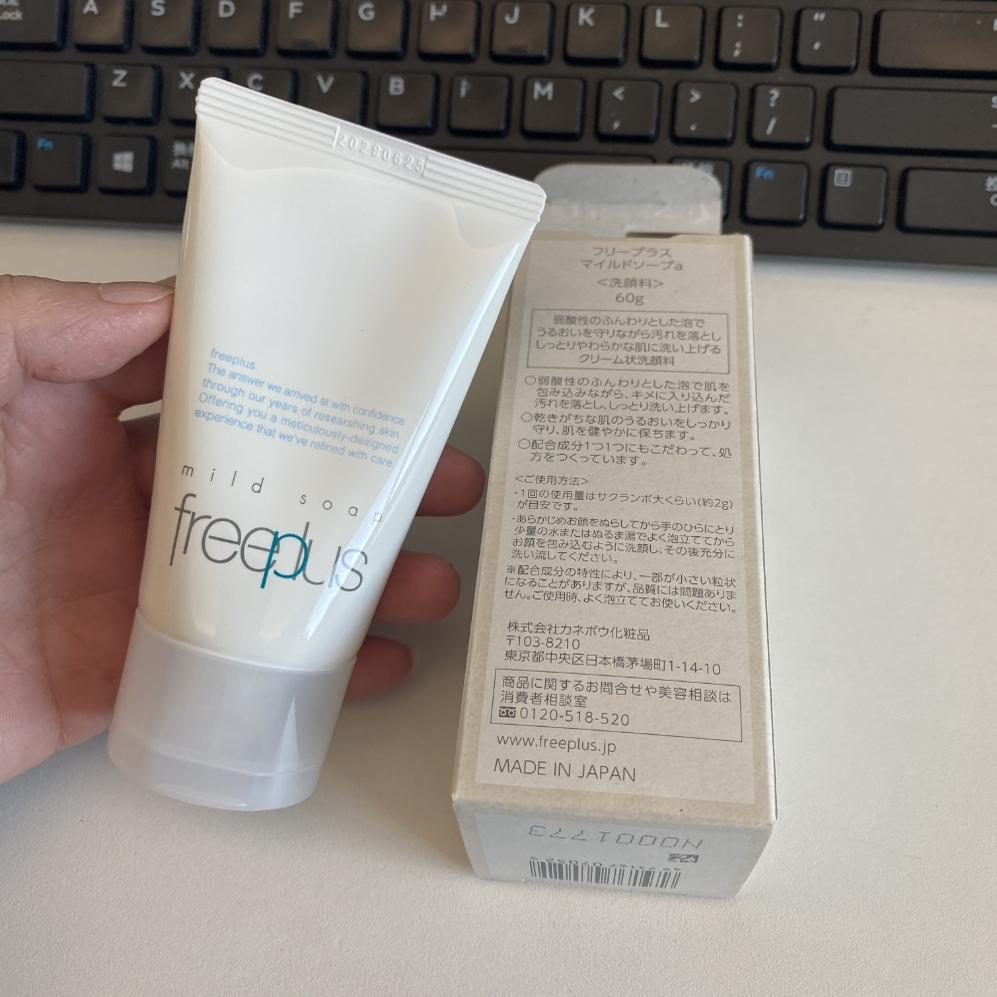 A S D F G H J K L : ; " '
Lock Z X C V B M < , > . ? /
Fn Alt Fn
20280625
freeplus
The answer we arrived at with confidence
through our years of researching skin.
Offering you a meticulously-designed
experience that we've refined with care.
mild soap
freeplus
フリープラス
マイルドソープa
<洗顔料>
60g
弱酸性のふんわりとした泡で
うるおいを守りながら汚れを落とし
しっとりやわらかな肌に洗い上げる
クリーム状洗顔料
○弱酸性のふんわりとした泡で肌を
包み込みながら、キメに入り込んだ
汚れを落とし、しっとり洗い上げます。
○乾きがちな肌のうるおいをしっかり
守り、肌を健やかに保ちます。
○配合成分1つ1つにもこだわって、処
方をつくっています。
<ご使用方法>
・1回の使用量はサクランボ大くらい(約2g)
が目安です。
・あらかじめお顔をぬらしてから手のひらにとり
少量の水またはぬるま湯でよく泡立ててから
お顔を包み込むように洗顔し、その後充分に
洗い流してください。
※配合成分の特性により、一部が小さい粒状
になることがありますが、品質には問題ありま
せん。ご使用時、よく泡立ててお使いください。
株式会社カネボウ化粧品
〒103-8210
東京都中央区日本橋茅場町1-14-10
商品に関するお問合せや美容相談は
消費者相談室
0120-518-520
www.freeplus.jp
MADE IN JAPAN
N0001773